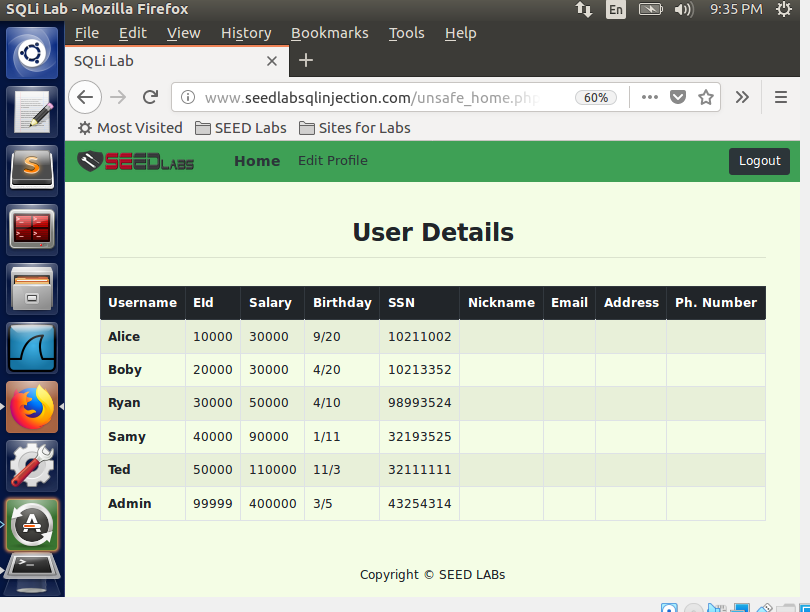 SQLi Lab - Mozilla Firefox En 9:35 PM
File Edit View History Bookmarks Tools Help
SQLi Lab
www.seedlabsqlinjection.com/unsafe_home.php 60%
Most Visited SEED Labs Sites for Labs
SEEDLABS Home Edit Profile Logout
User Details
Username EId Salary Birthday SSN Nickname Email Address Ph. Number
Alice 10000 30000 9/20 10211002
Boby 20000 30000 4/20 10213352
Ryan 30000 50000 4/10 98993524
Samy 40000 90000 1/11 32193525
Ted 50000 110000 11/3 32111111
Admin 99999 400000 3/5 43254314
Copyright © SEED LABs